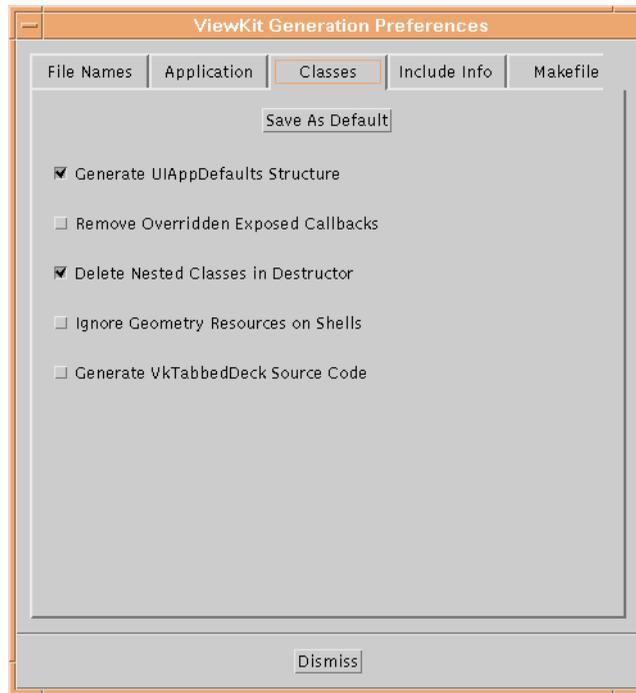 ViewKit Generation Preferences
File Names Application Classes Include Info Makefile
Save As Default
Generate UIAppDefaults Structure
Remove Overridden Exposed Callbacks
Delete Nested Classes in Destructor
Ignore Geometry Resources on Shells
Generate VkTabbedDeck Source Code
Dismiss